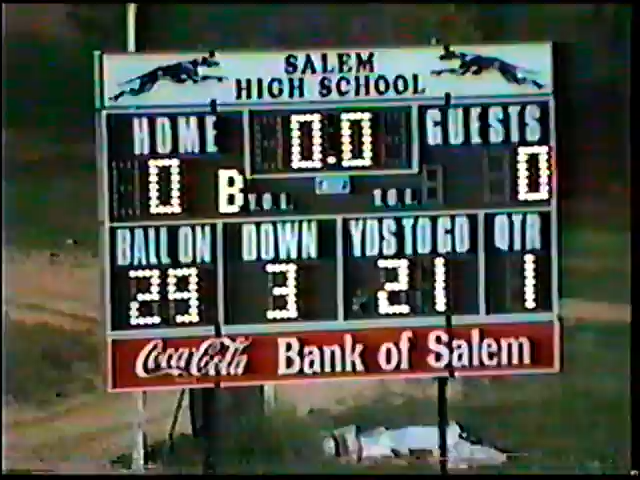 SALEM
HIGH SCHOOL
HOME 0.0 GUESTS
0 B T.O.L. T.O.L. 0
BALL ON DOWN YDS TO GO QTR
29 3 21 1
Coca-Cola Bank of Salem